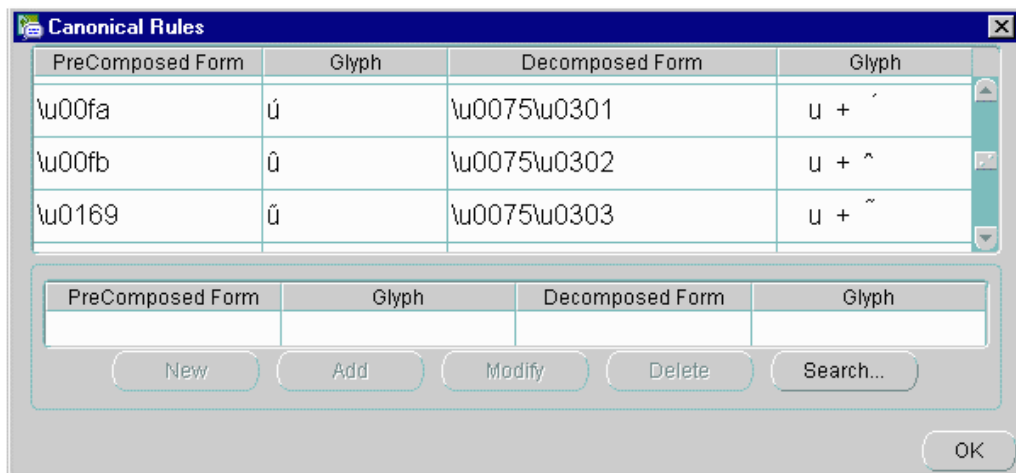 Canonical Rules
PreComposed Form Glyph Decomposed Form Glyph
\u00fa ú \u0075\u0301 u + ´
\u00fb û \u0075\u0302 u + ^
\u0169 ũ \u0075\u0303 u + ˜
PreComposed Form Glyph Decomposed Form Glyph
New Add Modify Delete Search...
OK